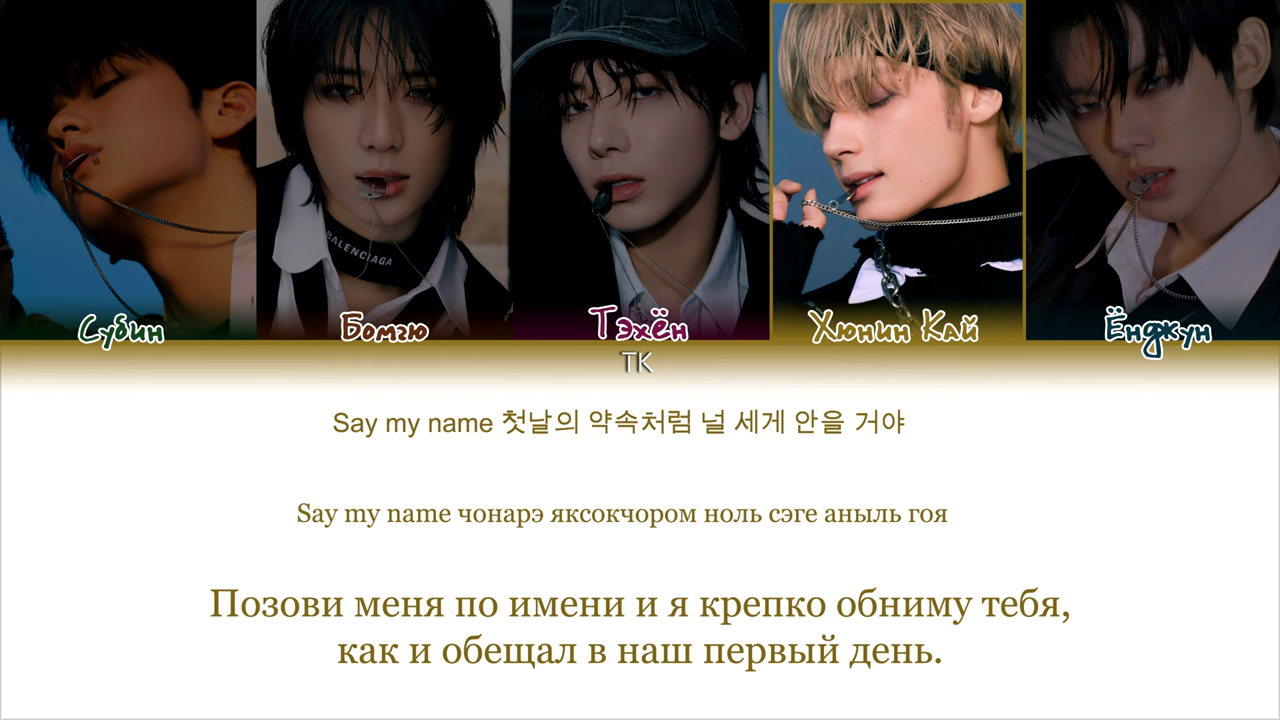 BALENCIAGA
Субин
Бомгю
Тэхён
Хюнин Кай
Ёнджун
TK
Say my name 첫날의 약속처럼 널 세게 안을 거야
Say my name чонарэ яксокчором ноль сэге аныль гоя
Позови меня по имени и я крепко обниму тебя,
как и обещал в наш первый день.